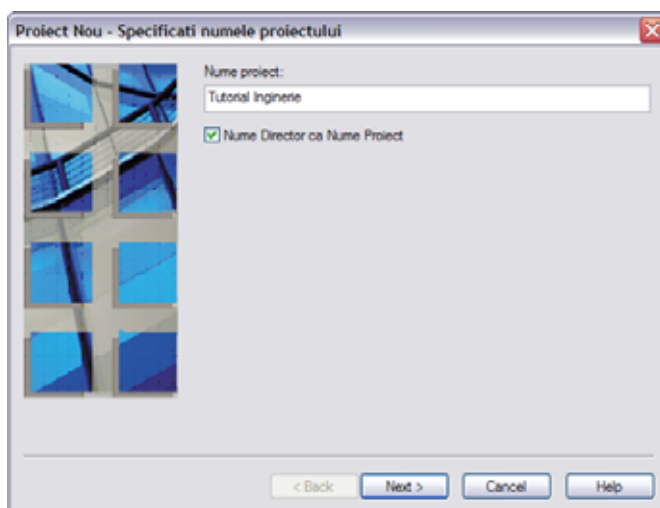 Proiect Nou - Specificati numele proiectului
Nume proiect:
Tutorial Inginerie
Nume Director ca Nume Proiect
< Back Next > Cancel Help